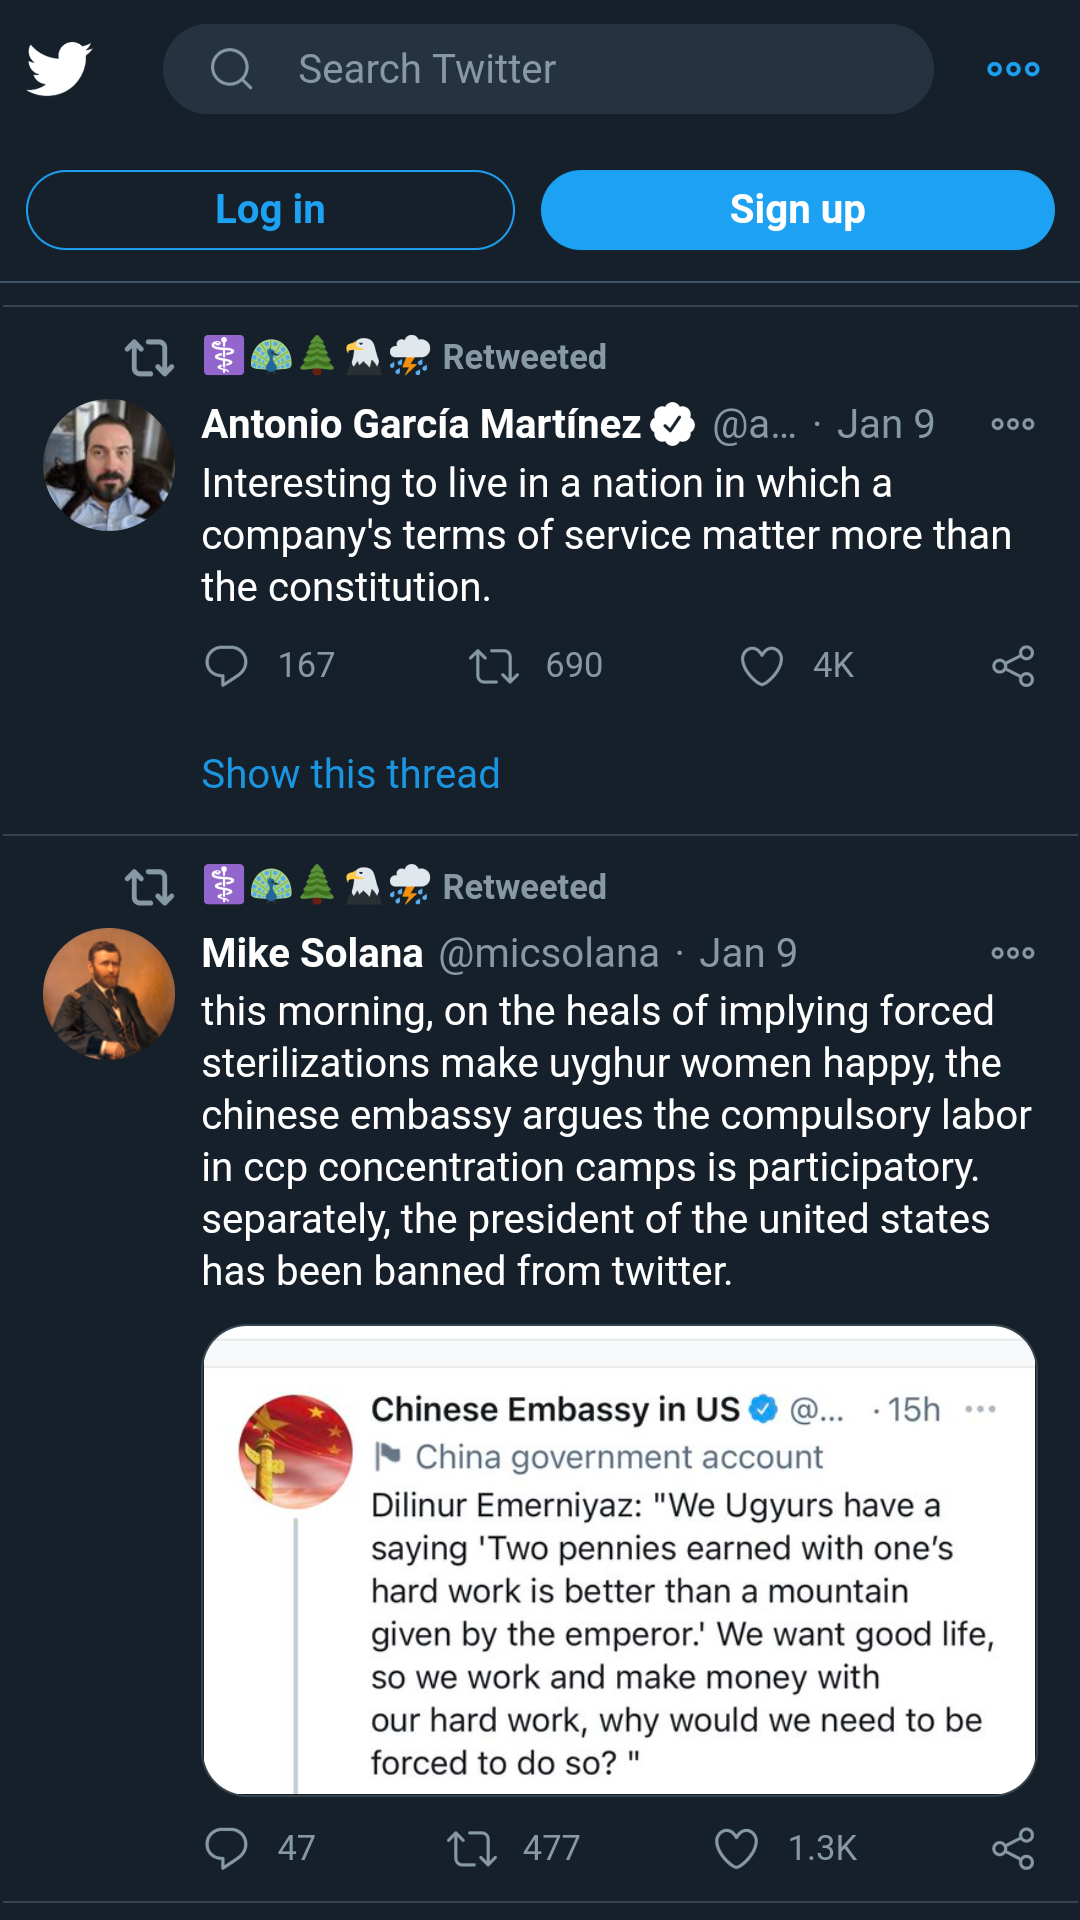 Search Twitter
Log in
Sign up
Retweeted
Antonio García Martínez @a... · Jan 9
Interesting to live in a nation in which a
company's terms of service matter more than
the constitution.
167 690 4K
Show this thread
Retweeted
Mike Solana @micsolana · Jan 9
this morning, on the heals of implying forced
sterilizations make uyghur women happy, the
chinese embassy argues the compulsory labor
in ccp concentration camps is participatory.
separately, the president of the united states
has been banned from twitter.
Chinese Embassy in US @... · 15h
China government account
Dilinur Emerniyaz: "We Ugyurs have a
saying 'Two pennies earned with one’s
hard work is better than a mountain
given by the emperor.' We want good life,
so we work and make money with
our hard work, why would we need to be
forced to do so? "
47 477 1.3K